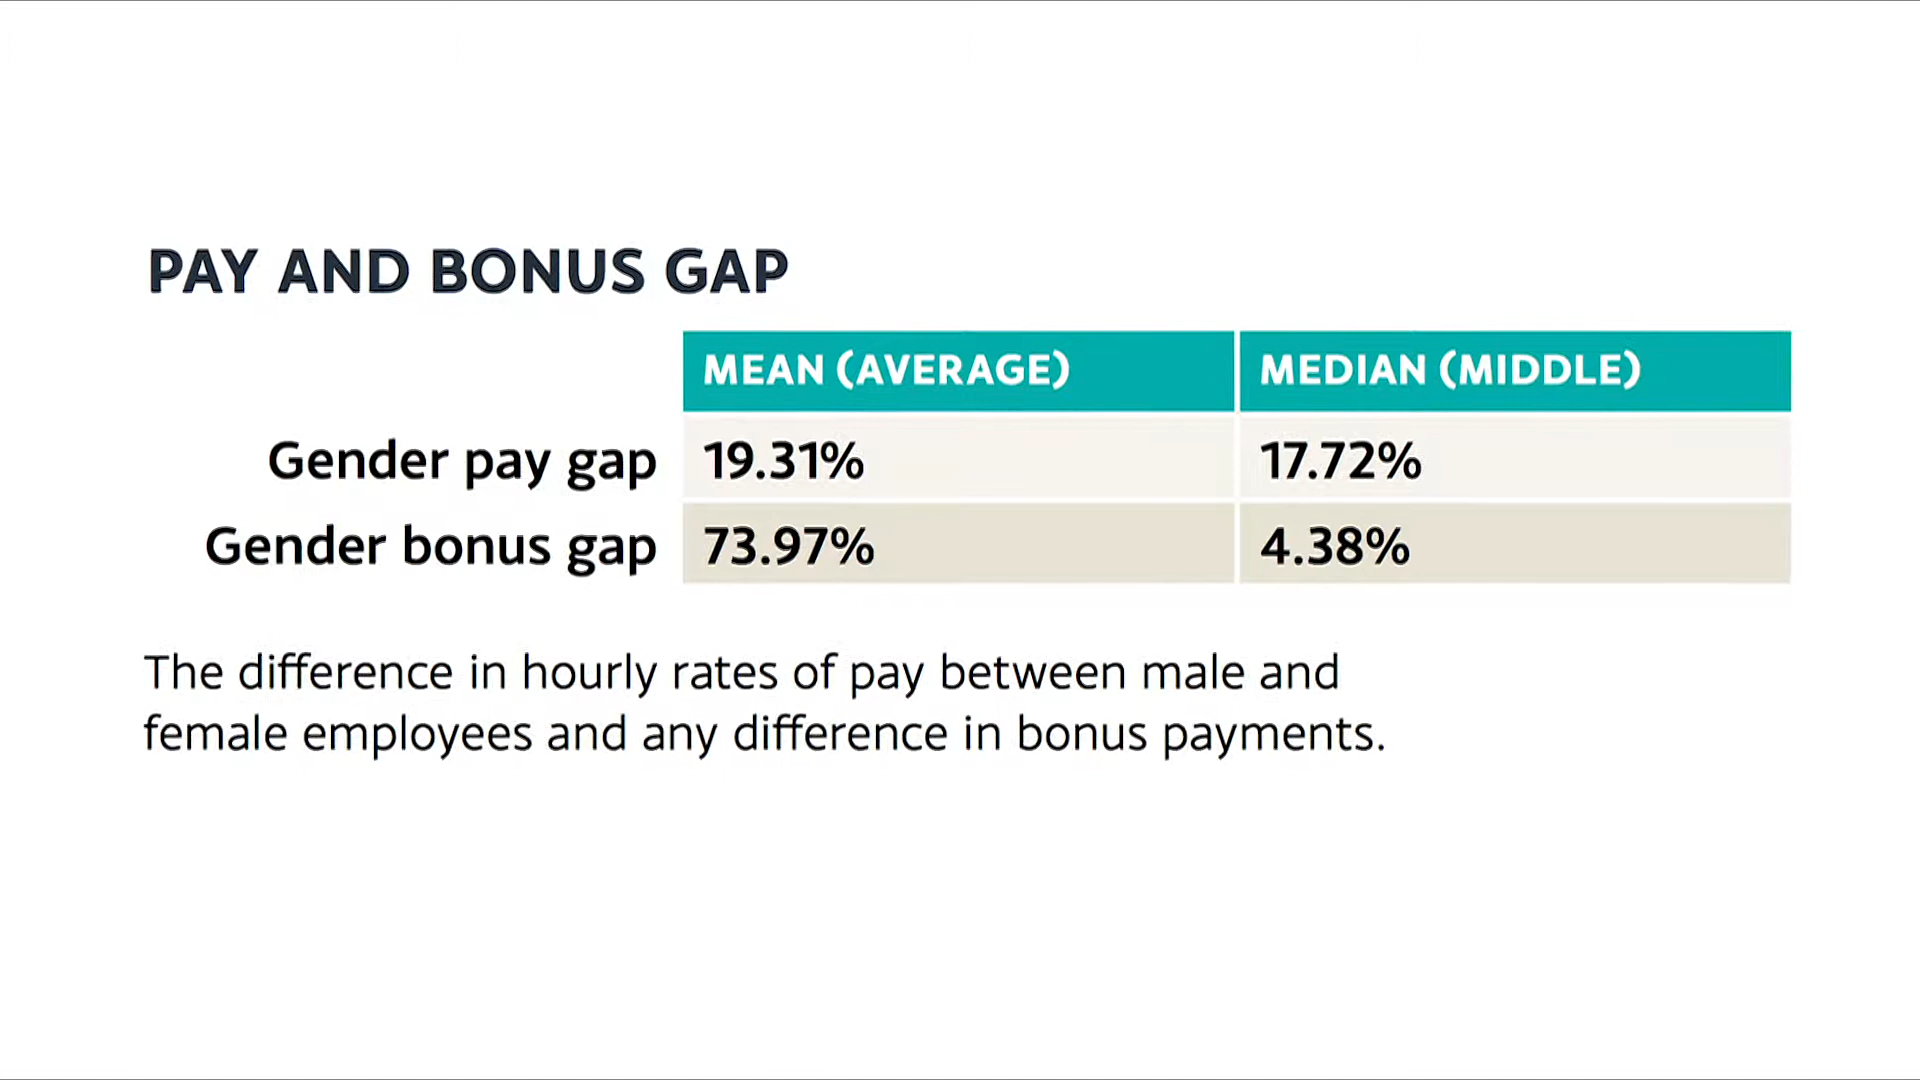 PAY AND BONUS GAP
MEAN (AVERAGE) MEDIAN (MIDDLE)
Gender pay gap 19.31% 17.72%
Gender bonus gap 73.97% 4.38%
The difference in hourly rates of pay between male and
female employees and any difference in bonus payments.